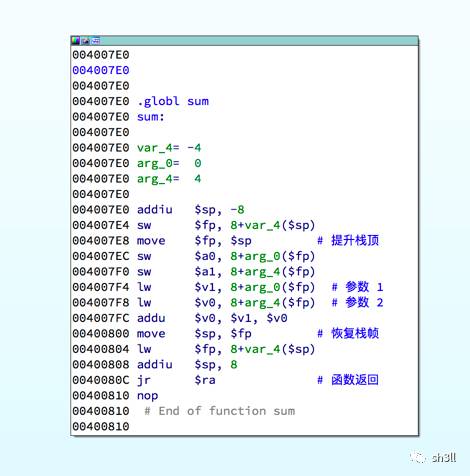 004007E0
004007E0
004007E0
004007E0 .globl sum
004007E0 sum:
004007E0
004007E0 var_4= -4
004007E0 arg_0=  0
004007E0 arg_4=  4
004007E0
004007E0 addiu   $sp, -8
004007E4 sw      $fp, 8+var_4($sp)
004007E8 move    $fp, $sp         # 提升栈顶
004007EC sw      $a0, 8+arg_0($fp)
004007F0 sw      $a1, 8+arg_4($fp)
004007F4 lw      $v1, 8+arg_0($fp)  # 参数 1
004007F8 lw      $v0, 8+arg_4($fp)  # 参数 2
004007FC addu    $v0, $v1, $v0
00400800 move    $sp, $fp         # 恢复栈帧
00400804 lw      $fp, 8+var_4($sp)
00400808 addiu   $sp, 8
0040080C jr      $ra              # 函数返回
00400810 nop
00400810  # End of function sum
00400810
sh3ll